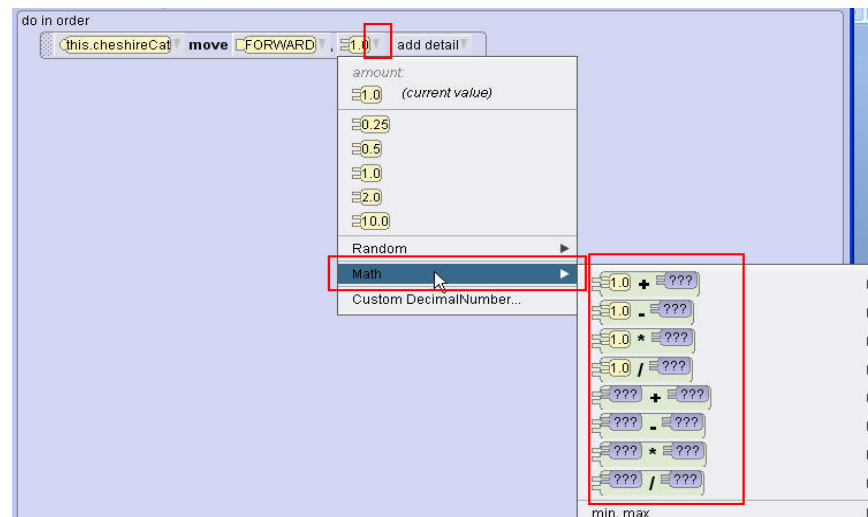 do in order
this.cheshireCat move FORWARD , 1.0 add detail
amount:
1.0 (current value)
0.25
0.5
1.0
2.0
10.0
Random
Math
Custom DecimalNumber...
1.0 + ???
1.0 - ???
1.0 * ???
1.0 / ???
??? + ???
??? - ???
??? * ???
??? / ???
min, max